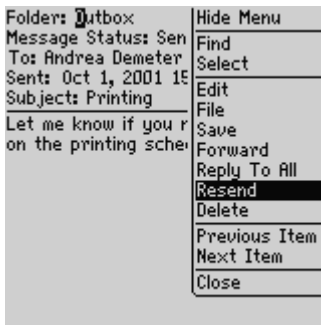 Folder: Outbox
Message Status: Sen
To: Andrea Demeter
Sent: Oct 1, 2001 15
Subject: Printing
Let me know if you r
on the printing sche
Hide Menu
Find
Select
Edit
File
Save
Forward
Reply To All
Resend
Delete
Previous Item
Next Item
Close